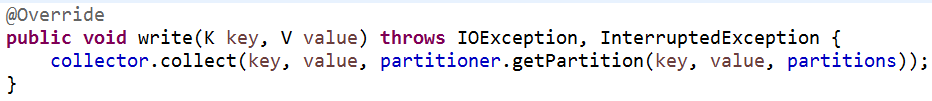 @Override
public void write(K key, V value) throws IOException, InterruptedException {
    collector.collect(key, value, partitioner.getPartition(key, value, partitions));
}